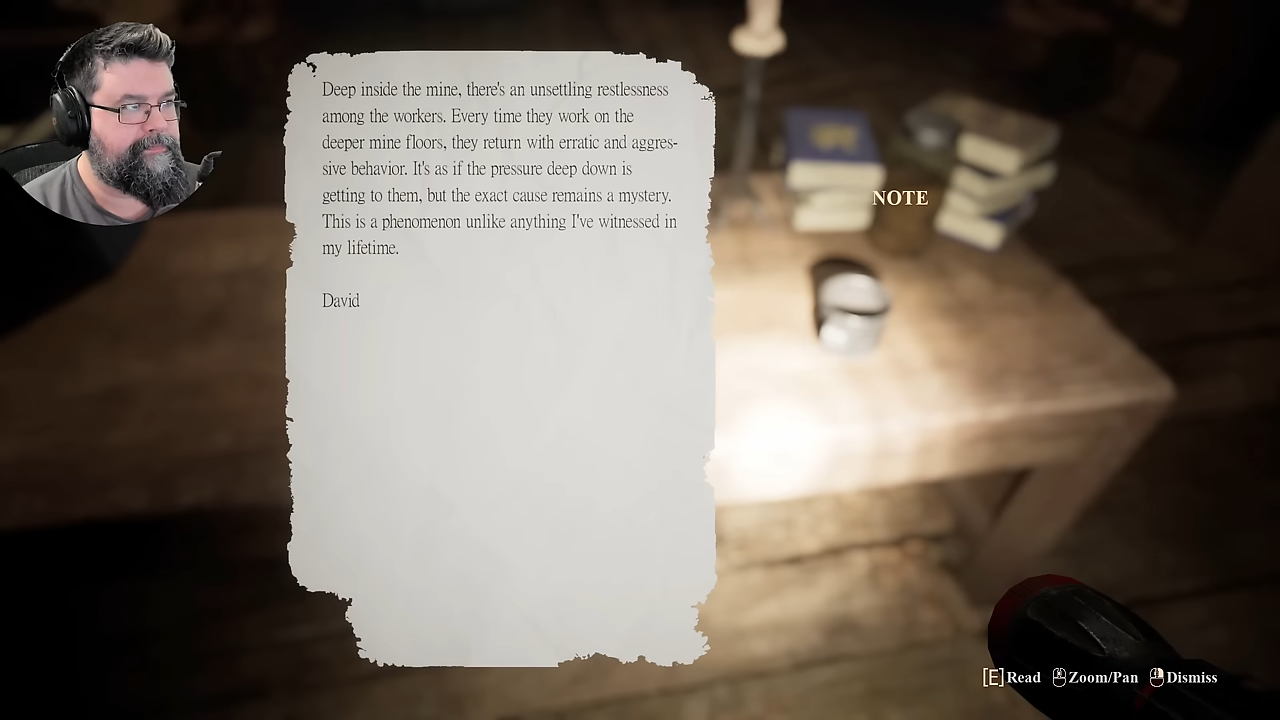 Deep inside the mine, there's an unsettling restlessness
among the workers. Every time they work on the
deeper mine floors, they return with erratic and aggres-
sive behavior. It's as if the pressure deep down is
getting to them, but the exact cause remains a mystery.
This is a phenomenon unlike anything I've witnessed in
my lifetime.
David
NOTE
[E]Read Zoom/Pan Dismiss